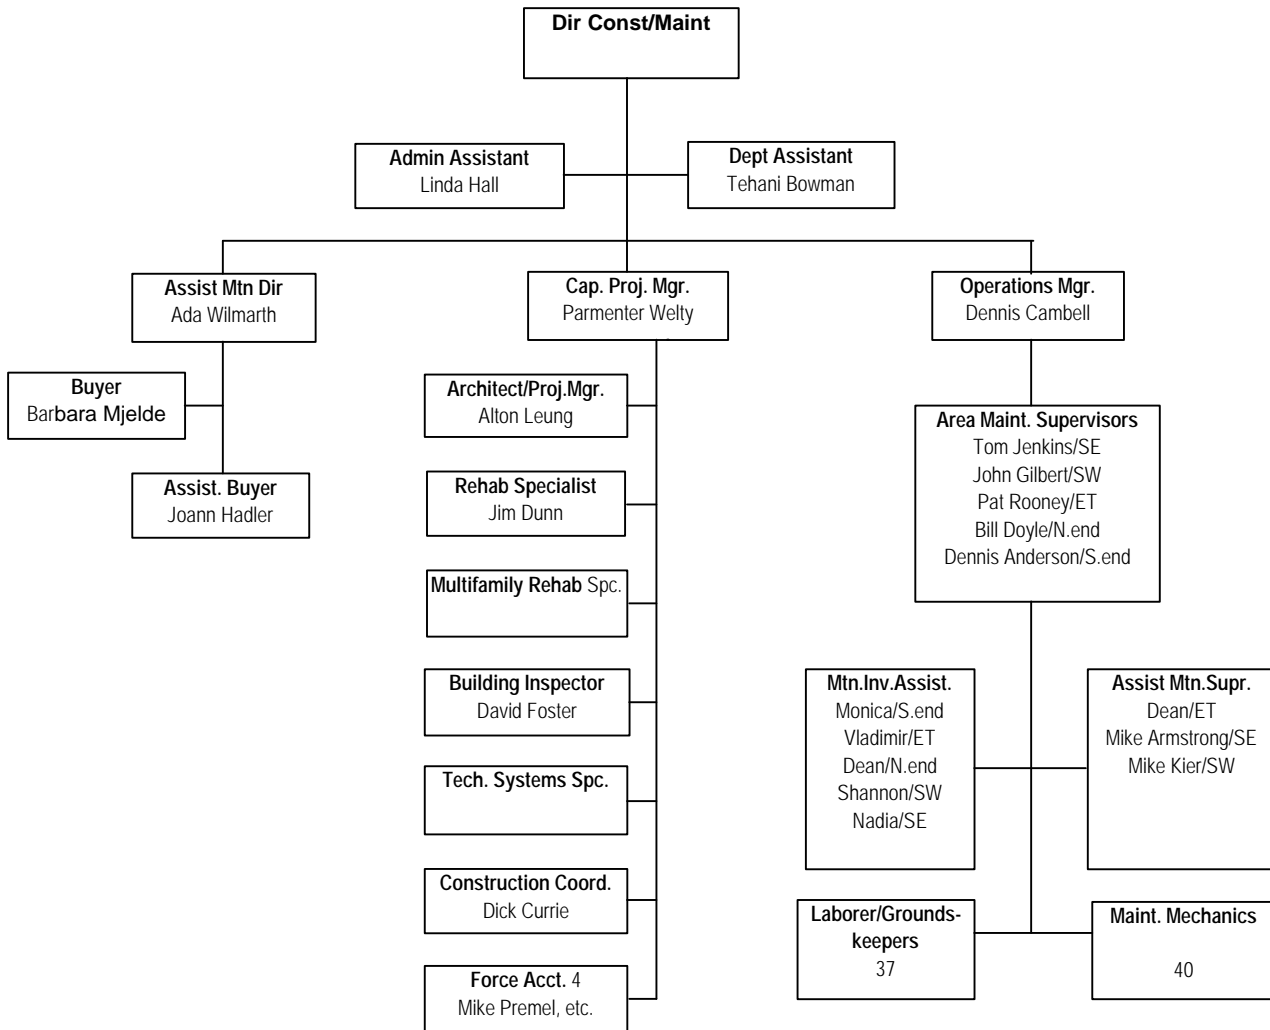 Dir Const/Maint
Admin Assistant
Linda Hall
Dept Assistant
Tehani Bowman
Assist Mtn Dir
Ada Wilmarth
Cap. Proj. Mgr.
Parmenter Welty
Operations Mgr.
Dennis Cambell
Buyer
Barbara Mjelde
Assist. Buyer
Joann Hadler
Architect/Proj.Mgr.
Alton Leung
Rehab Specialist
Jim Dunn
Multifamily Rehab Spc.
Building Inspector
David Foster
Tech. Systems Spc.
Construction Coord.
Dick Currie
Force Acct. 4
Mike Premel, etc.
Area Maint. Supervisors
Tom Jenkins/SE
John Gilbert/SW
Pat Rooney/ET
Bill Doyle/N.end
Dennis Anderson/S.end
Mtn.Inv.Assist.
Monica/S.end
Vladimir/ET
Dean/N.end
Shannon/SW
Nadia/SE
Assist Mtn.Supr.
Dean/ET
Mike Armstrong/SE
Mike Kier/SW
Laborer/Grounds-
keepers
37
Maint. Mechanics
40